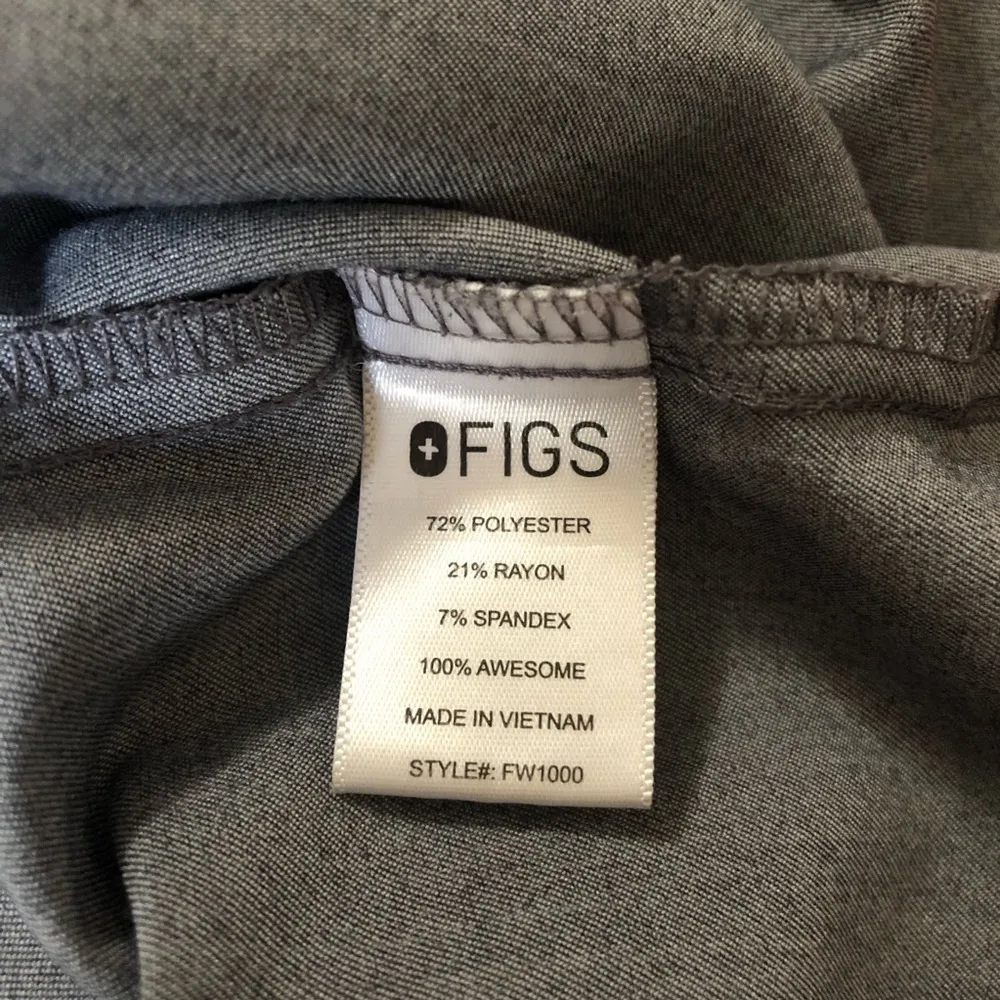 FIGS
72% POLYESTER
21% RAYON
7% SPANDEX
100% AWESOME
MADE IN VIETNAM
STYLE#: FW1000